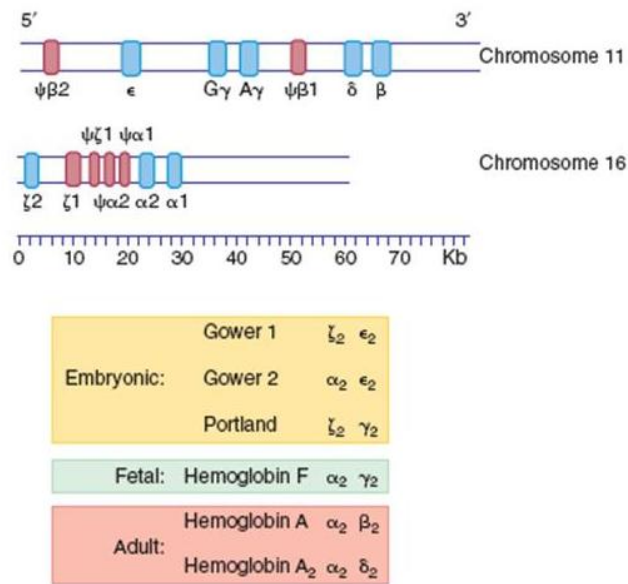 5′ 3′
Chromosome 11
ψβ2 ϵ Gγ Aγ ψβ1 δ β
ψζ1 ψα1
Chromosome 16
ζ2 ζ1 ψα2 α2 α1
0 10 20 30 40 50 60 70 Kb
Gower 1 ζ₂ ϵ₂
Embryonic: Gower 2 α₂ ϵ₂
Portland ζ₂ γ₂
Fetal: Hemoglobin F α₂ γ₂
Hemoglobin A α₂ β₂
Adult:
Hemoglobin A₂ α₂ δ₂